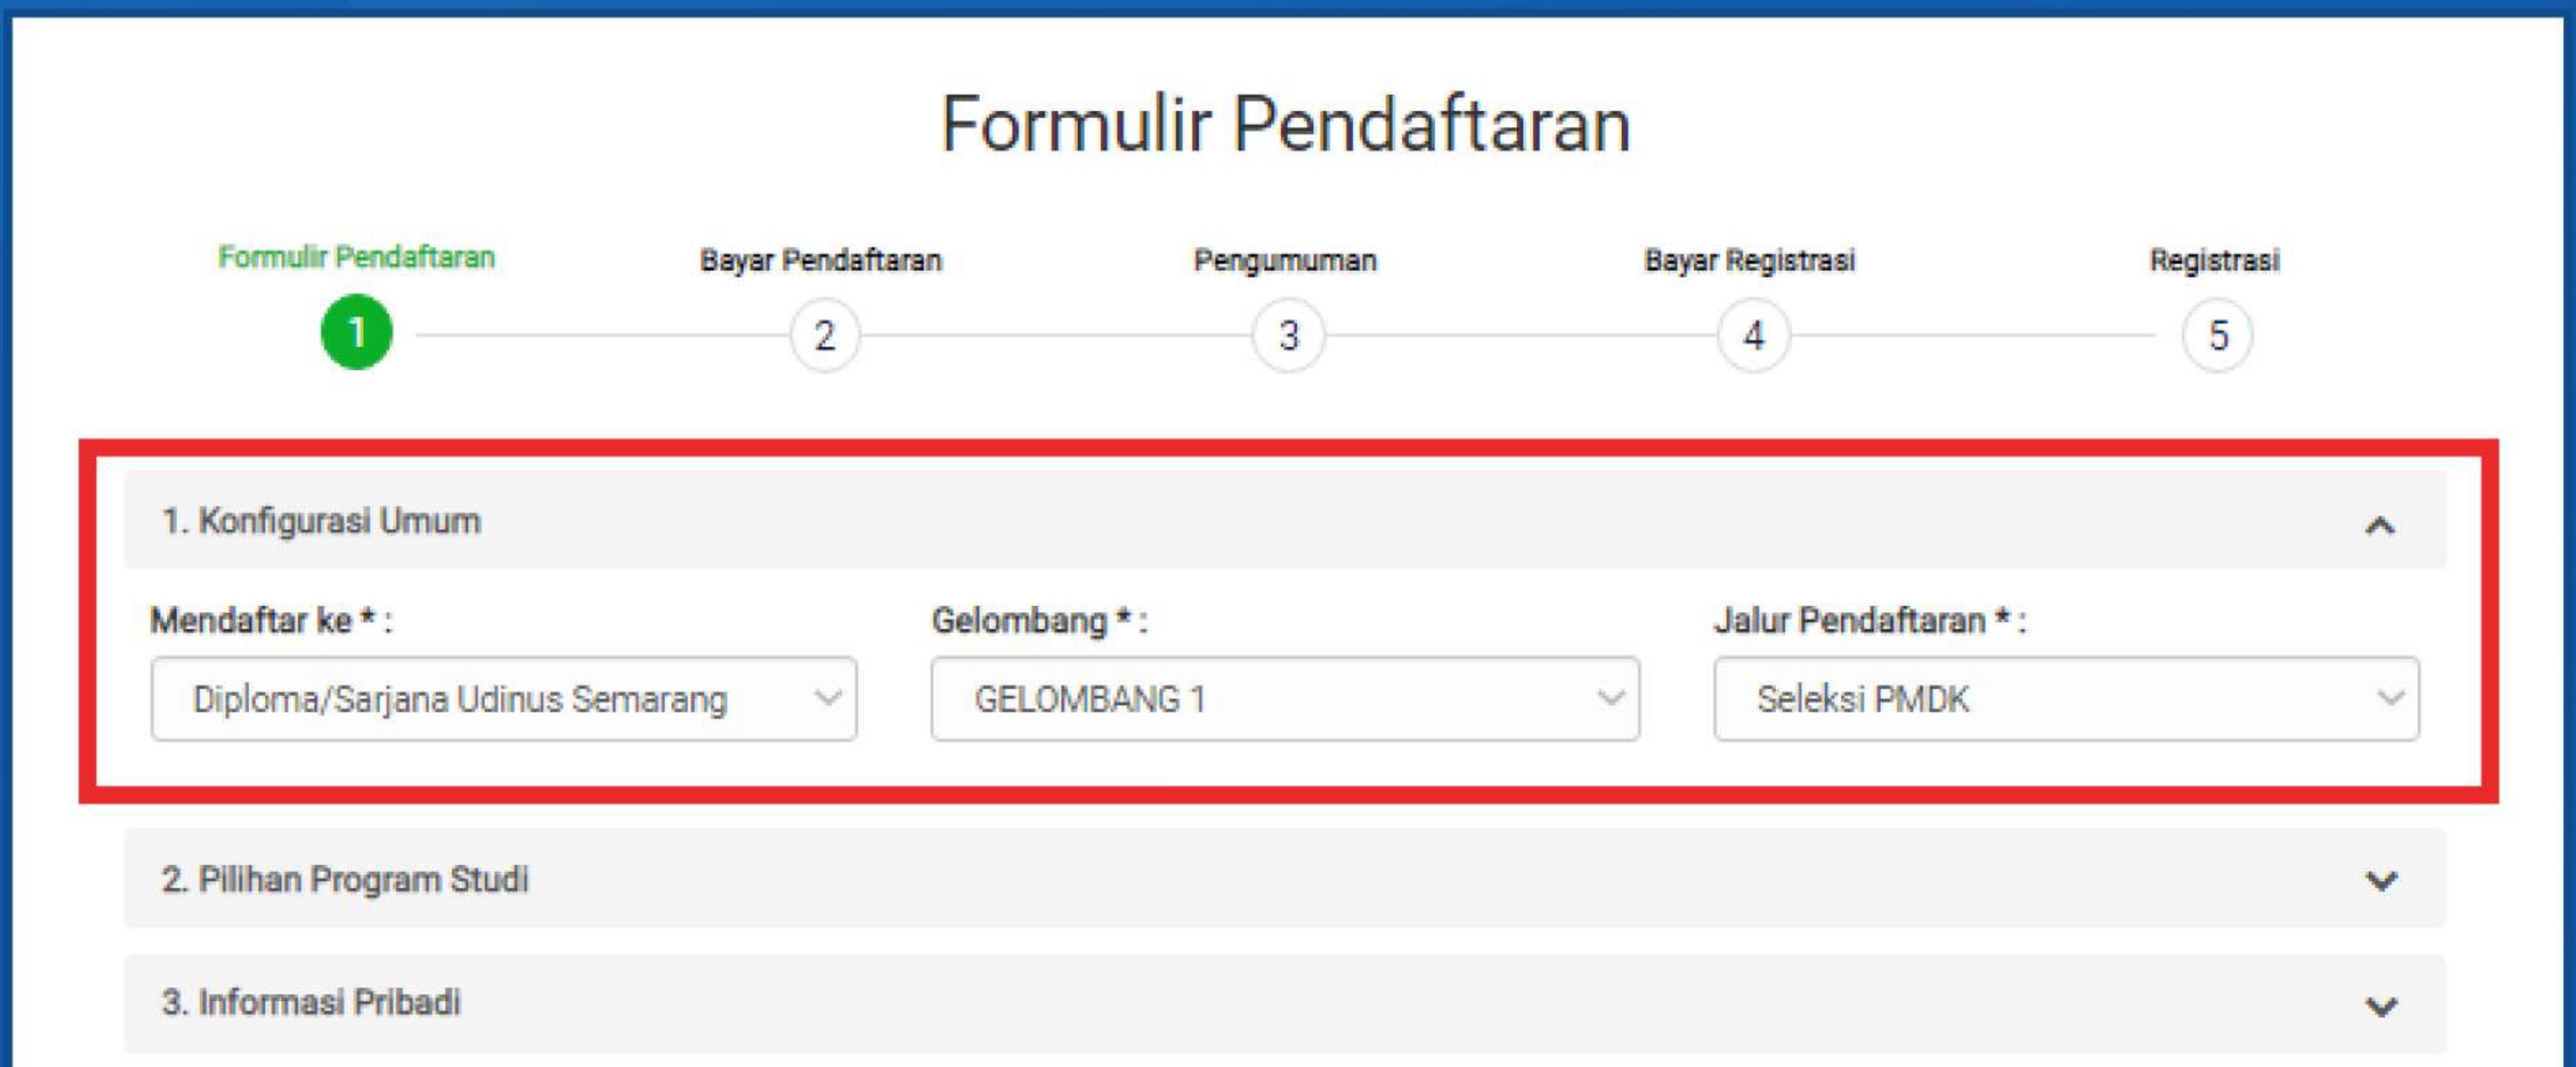 Formulir Pendaftaran
Formulir Pendaftaran
Bayar Pendaftaran
Pengumuman
Bayar Registrasi
Registrasi
1
2
3
4
5
1. Konfigurasi Umum
Mendaftar ke * :
Gelombang * :
Jalur Pendaftaran * :
Diploma/Sarjana Udinus Semarang
GELOMBANG 1
Seleksi PMDK
2. Pilihan Program Studi
3. Informasi Pribadi